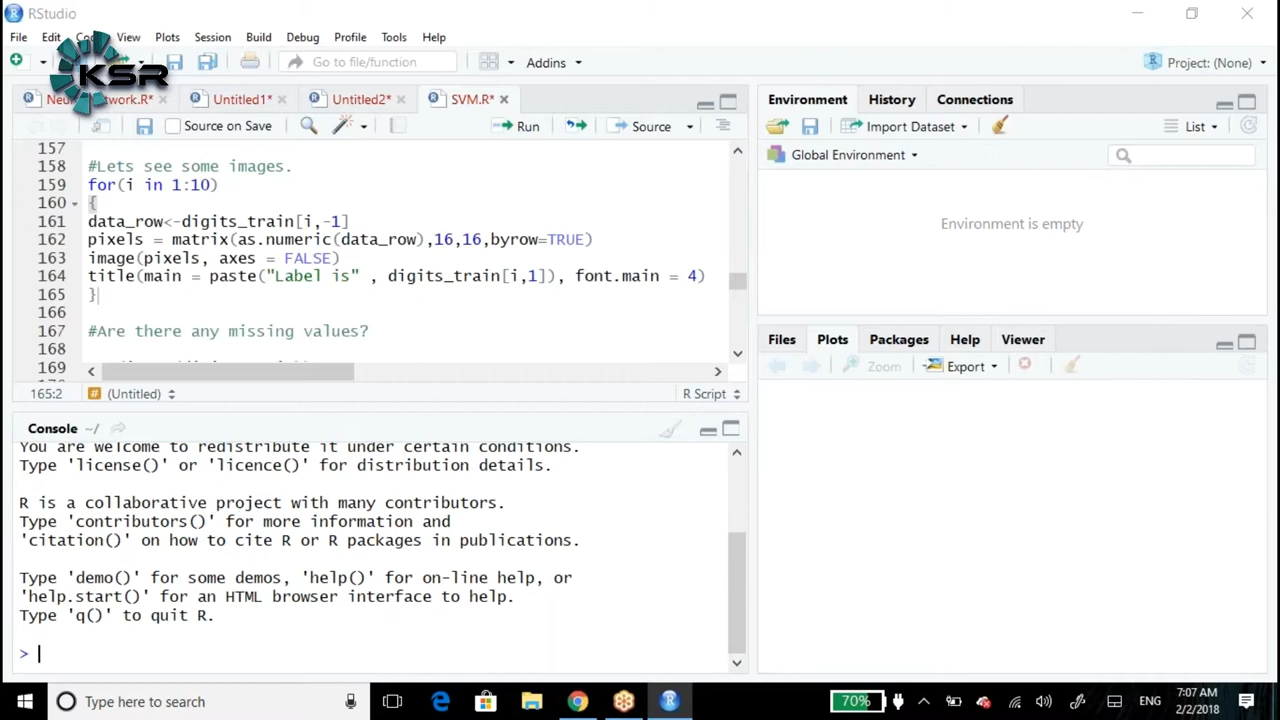 RStudio
File Edit Code View Plots Session Build Debug Profile Tools Help
KSR
Go to file/function
Addins
Project: (None)
Untitled1*
Untitled2*
SVM.R*
Source on Save
Run
Source
157
158 #Lets see some images.
159 for(i in 1:10)
160 {
161 data_row<-digits_train[i,-1]
162 pixels = matrix(as.numeric(data_row),16,16,byrow=TRUE)
163 image(pixels, axes = FALSE)
164 title(main = paste("Label is" , digits_train[i,1]), font.main = 4)
165 }
166
167 #Are there any missing values?
168
169
165:2 (Untitled) R Script
Console ~/
You are welcome to redistribute it under certain conditions.
Type 'license()' or 'licence()' for distribution details.
R is a collaborative project with many contributors.
Type 'contributors()' for more information and
'citation()' on how to cite R or R packages in publications.
Type 'demo()' for some demos, 'help()' for on-line help, or
'help.start()' for an HTML browser interface to help.
Type 'q()' to quit R.
>
Environment History Connections
Import Dataset
List
Global Environment
Environment is empty
Files Plots Packages Help Viewer
Zoom Export
Type here to search
70%
ENG
7:07 AM
2/2/2018